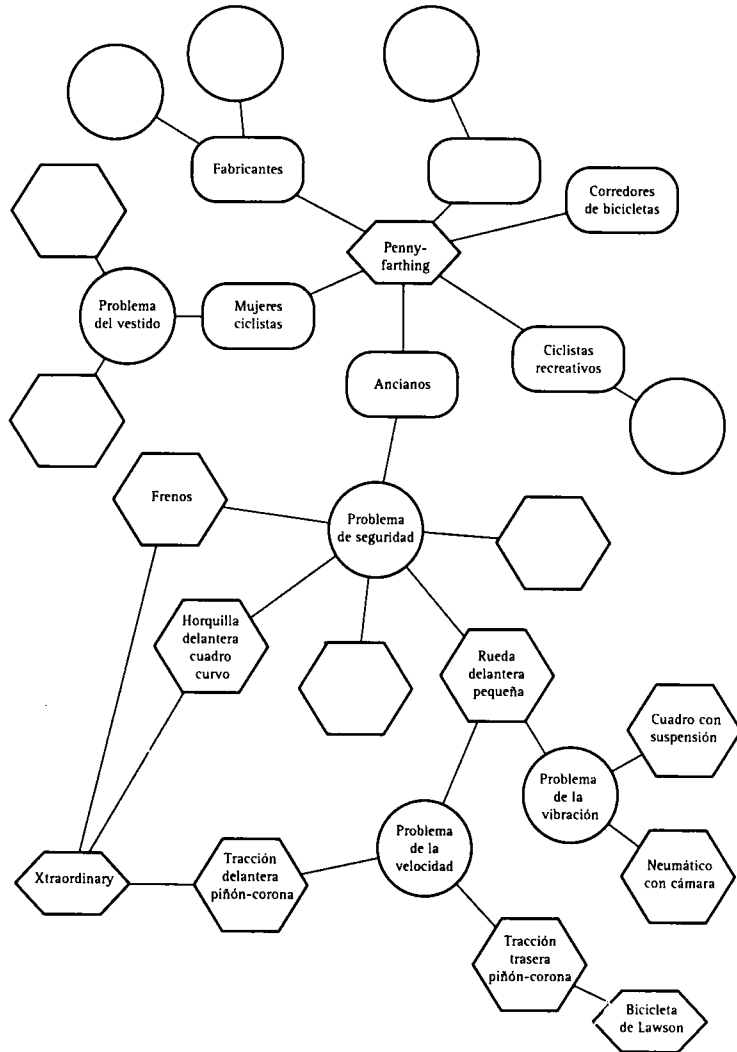 Fabricantes
Corredores
de bicicletas
Penny-
farthing
Problema
del vestido
Mujeres
ciclistas
Ciclistas
recreativos
Ancianos
Frenos
Problema
de seguridad
Horquilla
delantera
cuadro
curvo
Rueda
delantera
pequeña
Cuadro con
suspensión
Problema
de la
vibración
Problema
de la
velocidad
Neumático
con cámara
Xtraordinary
Tracción
delantera
piñón-corona
Tracción
trasera
piñón-corona
Bicicleta
de Lawson